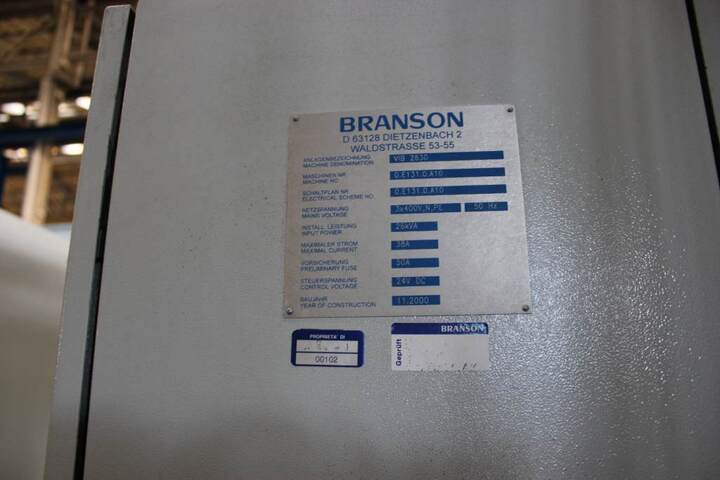 BRANSON
D 63128 DIETZENBACH 2
WALDSTRASSE 53-55
ANLAGENBEZEICHNUNG VIB 2830
MACHINE DENOMINATION
MASCHINEN NR. 0.E131.0.A10
MACHINE NO.
SCHALTPLAN NR. 0.E131.0.A10
ELECTRICAL SCHEME NO.
NETZSPANNUNG 3x400V,N,PE 50 Hz
MAINS VOLTAGE
INSTALL. LEISTUNG 26kVA
INPUT POWER
MAXIMALER STROM 38A
MAXIMAL CURRENT
VORSICHERUNG 50A
PRELIMINARY FUSE
STEUERSPANNUNG 24V DC
CONTROL VOLTAGE
BAUJAHR 11.2000
YEAR OF CONSTRUCTION
PROPRIETA' DI
00102
BRANSON
Geprüft